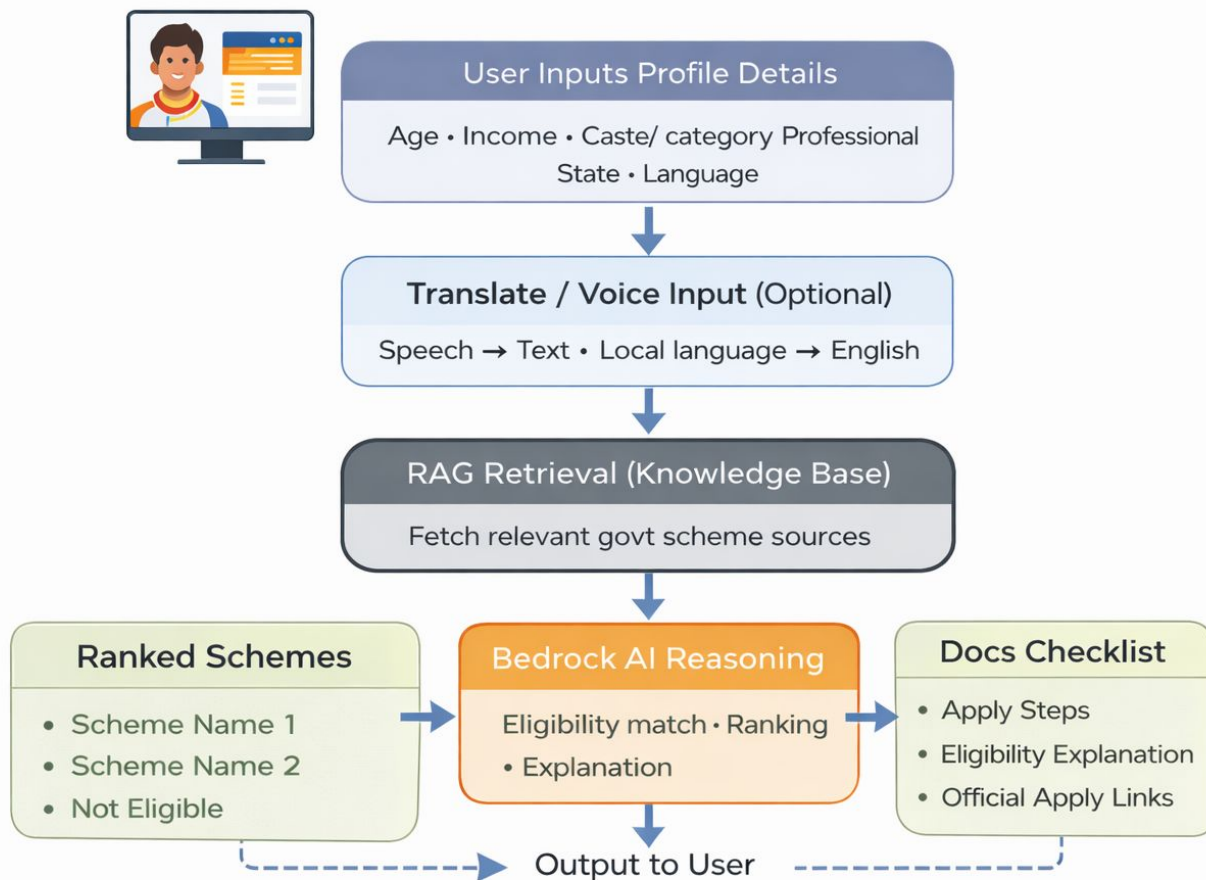 User Inputs Profile Details
Age • Income • Caste/ category Professional
State • Language
Translate / Voice Input (Optional)
Speech → Text • Local language → English
RAG Retrieval (Knowledge Base)
Fetch relevant govt scheme sources
Ranked Schemes
• Scheme Name 1
• Scheme Name 2
• Not Eligible
Bedrock AI Reasoning
Eligibility match • Ranking
• Explanation
Docs Checklist
• Apply Steps
• Eligibility Explanation
• Official Apply Links
Output to User